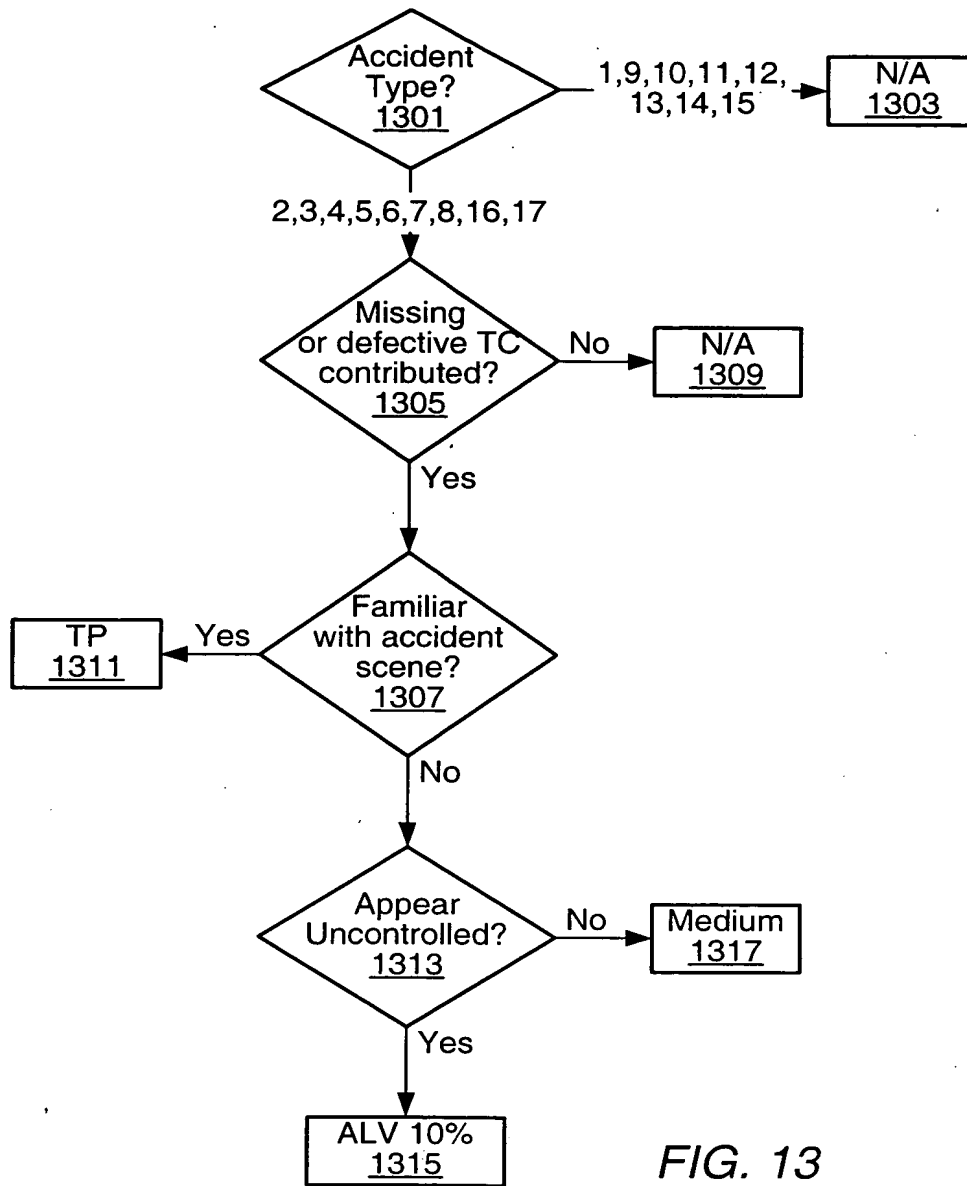 Accident
Type?
1301
1,9,10,11,12,
13,14,15
N/A
1303
2,3,4,5,6,7,8,16,17
Missing
or defective TC
contributed?
1305
No
N/A
1309
Yes
Familiar
with accident
scene?
1307
Yes
TP
1311
No
Appear
Uncontrolled?
1313
No
Medium
1317
Yes
ALV 10%
1315
FIG. 13